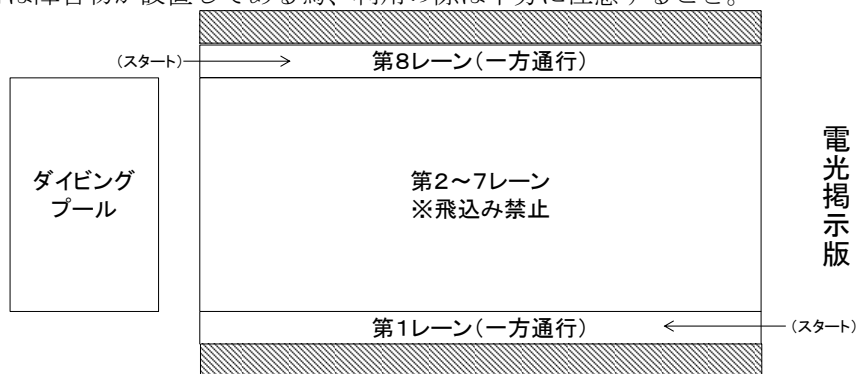 は障害物が設置してある為、利用の際は十分に注意すること。
(スタート)
第8レーン(一方通行)
ダイビング
プール
第2～7レーン
※飛込み禁止
電光掲示版
第1レーン(一方通行)
(スタート)